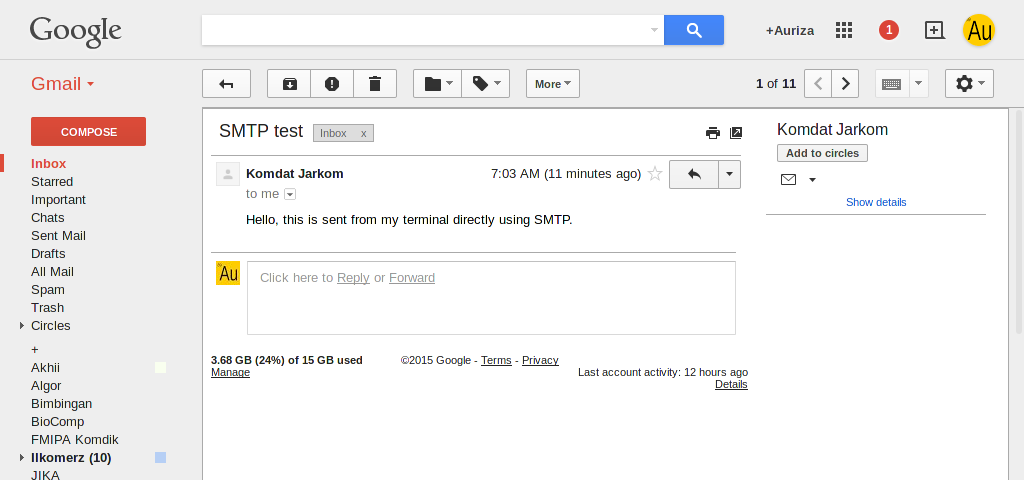 Google
+Auriza
1
Au
Gmail
More
1 of 11
COMPOSE
Inbox
Starred
Important
Chats
Sent Mail
Drafts
All Mail
Spam
Trash
Circles
+
Akhii
Algor
Bimbingan
BioComp
FMIPA Komdik
Ilkomerz (10)
JIKA
SMTP test Inbox x
Komdat Jarkom 7:03 AM (11 minutes ago)
to me
Hello, this is sent from my terminal directly using SMTP.
Au
Click here to Reply or Forward
3.68 GB (24%) of 15 GB used
Manage
©2015 Google - Terms - Privacy
Last account activity: 12 hours ago
Details
Komdat Jarkom
Add to circles
Show details